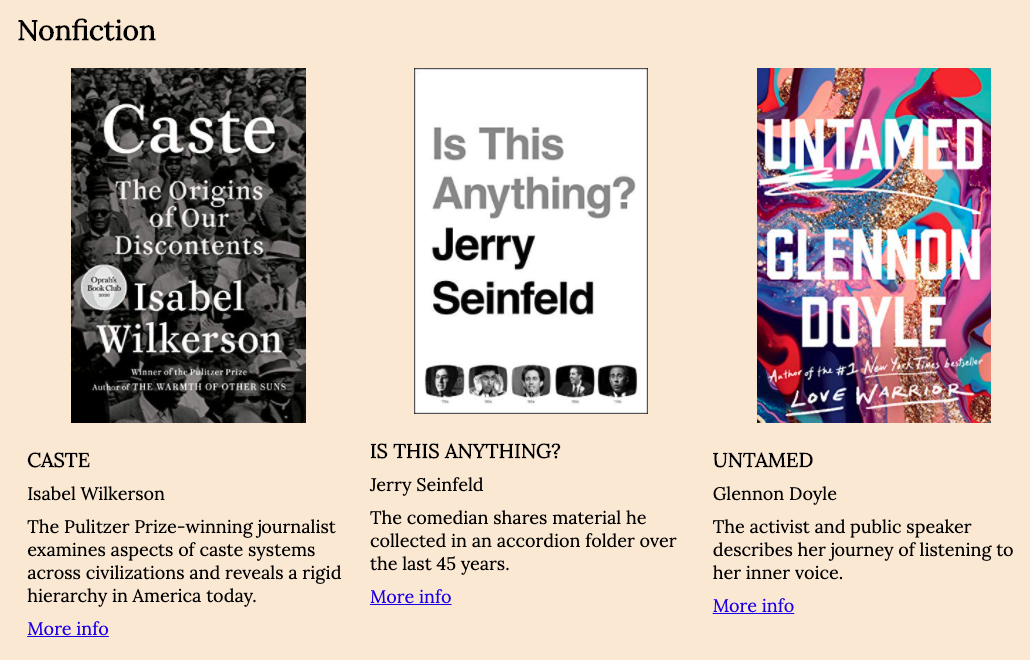 Nonfiction
Caste
The Origins
of Our
Discontents
Oprah's
Book Club
2020
Isabel
Wilkerson
Winner of the Pulitzer Prize
Author of THE WARMTH OF OTHER SUNS
CASTE
Isabel Wilkerson
The Pulitzer Prize-winning journalist
examines aspects of caste systems
across civilizations and reveals a rigid
hierarchy in America today.
More info
Is This
Anything?
Jerry
Seinfeld
IS THIS ANYTHING?
Jerry Seinfeld
The comedian shares material he
collected in an accordion folder over
the last 45 years.
More info
UNTAMED
GLENNON
DOYLE
Author of the #1 New York Times bestseller
LOVE WARRIOR
UNTAMED
Glennon Doyle
The activist and public speaker
describes her journey of listening to
her inner voice.
More info